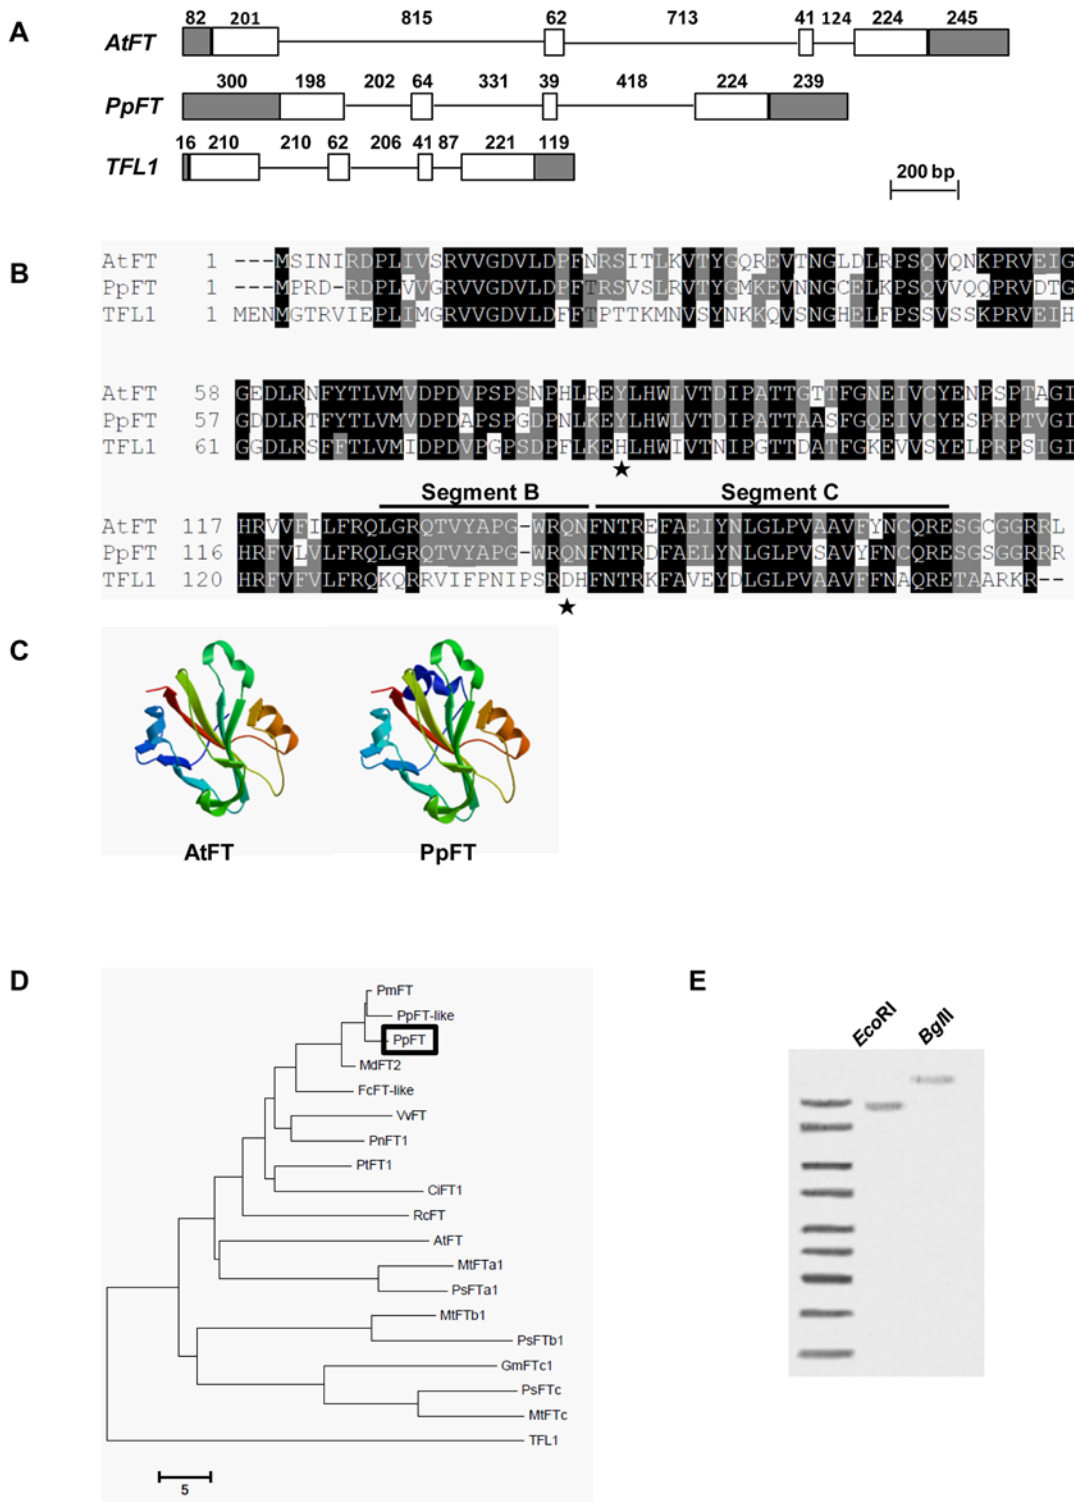 A
82 201 815 62 713 41 124 224 245
AtFT
300 198 202 64 331 39 418 224 239
PpFT
16 210 210 62 206 41 87 221 119
TFL1
200 bp
B
AtFT 1 ---MSINIRDPLIVSRVVGDVLDPFNRSITLKVTYGQREVTNGLDLRPSQVQNKPRVEIG
PpFT 1 ---MPRD-RDPLVVGRVVGDVLDPFTRSVSLRVTYGMKEVNNGCELKPSQVVQQPRVDTG
TFL1 1 MENMGTRVIEPLIMGRVVGDVLDFFTPTTKMNVSYNKKQVSNGHELFPSSVSSKPRVEIH
AtFT 58 GEDLRNFYTLVMVDPDVPSPSNPHLREYLHWLVTDIPATTGTTFGNEIVCYENPSPTAGI
PpFT 57 GDDLRTFYTLVMVDPDAPSPGDPNLKEYLHWLVTDIPATTAASFGQEIVCYESPRPTVGI
TFL1 61 GGDLRSFFTLVMIDPDVPGPSDPFLKEHLHWIVTNIPGTTDATFGKEVVSYELPRPSIGI
★
Segment B Segment C
AtFT 117 HRVVFILFRQLGRQTVYAPG-WRQNFNTREFAEIYNLGLPVAAVFYNCQRESGCGGRRL
PpFT 116 HRFVLVLFRQLGRQTVYAPG-WRQNFNTRDFAELYNLGLPVSAVYFNCQRESGSGGRRR
TFL1 120 HRFVFVLFRQKQRRVIFPNIPSRDHFNTRKFAVEYDLGLPVAAVFFNAQRETAARKR--
★
C
AtFT PpFT
D
PmFT
PpFT-like
PpFT
MdFT2
FcFT-like
VvFT
PnFT1
PtFT1
CiFT1
RcFT
AtFT
MtFTa1
PsFTa1
MtFTb1
PsFTb1
GmFTc1
PsFTc
MtFTc
TFL1
5
E
EcoRI BglII